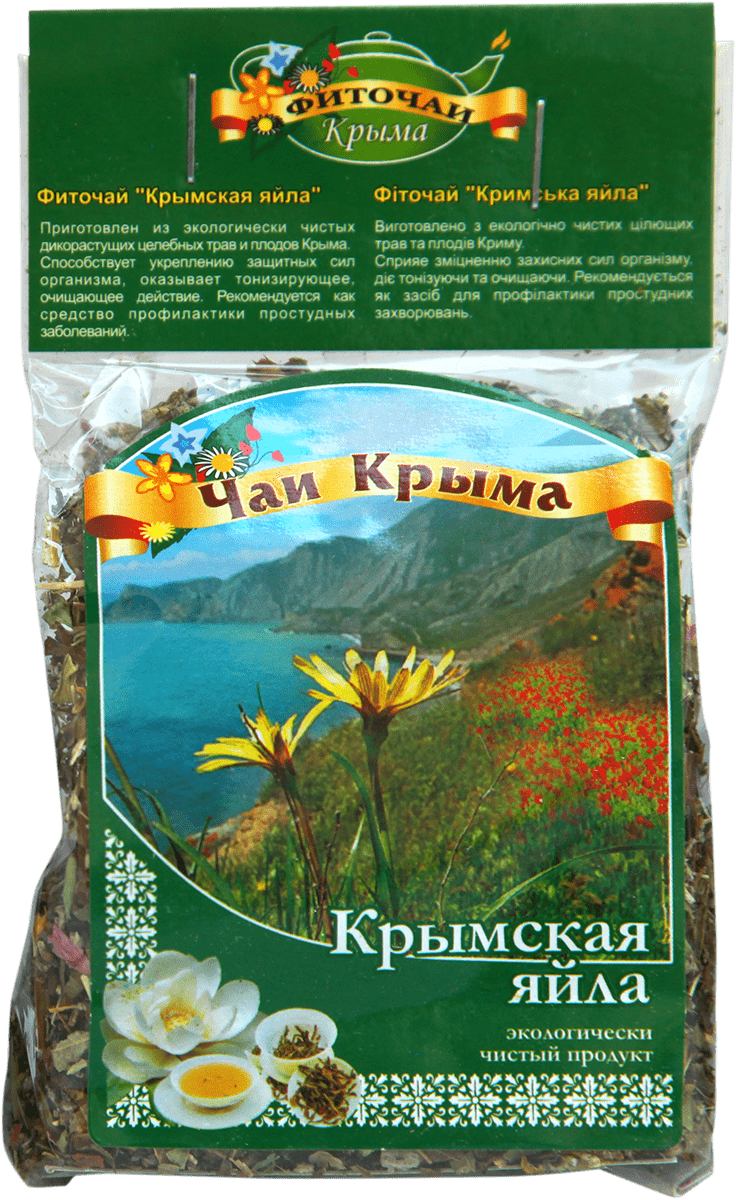 ФИТОЧАИ
Крыма
Фиточай "Крымская яйла"
Приготовлен из экологически чистых
дикорастущих целебных трав и плодов Крыма.
Способствует укреплению защитных сил
организма, оказывает тонизирующее,
очищающее действие. Рекомендуется как
средство профилактики простудных
заболеваний.
Фіточай "Кримська яйла"
Виготовлено з екологічно чистих цілющих
трав та плодів Криму.
Сприяє зміцненню захисних сил організму.
діє тонізуючи та очищаючи. Рекомендується
як засіб для профілактики простудних
захворювань.
Чаи Крыма
Крымская
яйла
экологически
чистый продукт